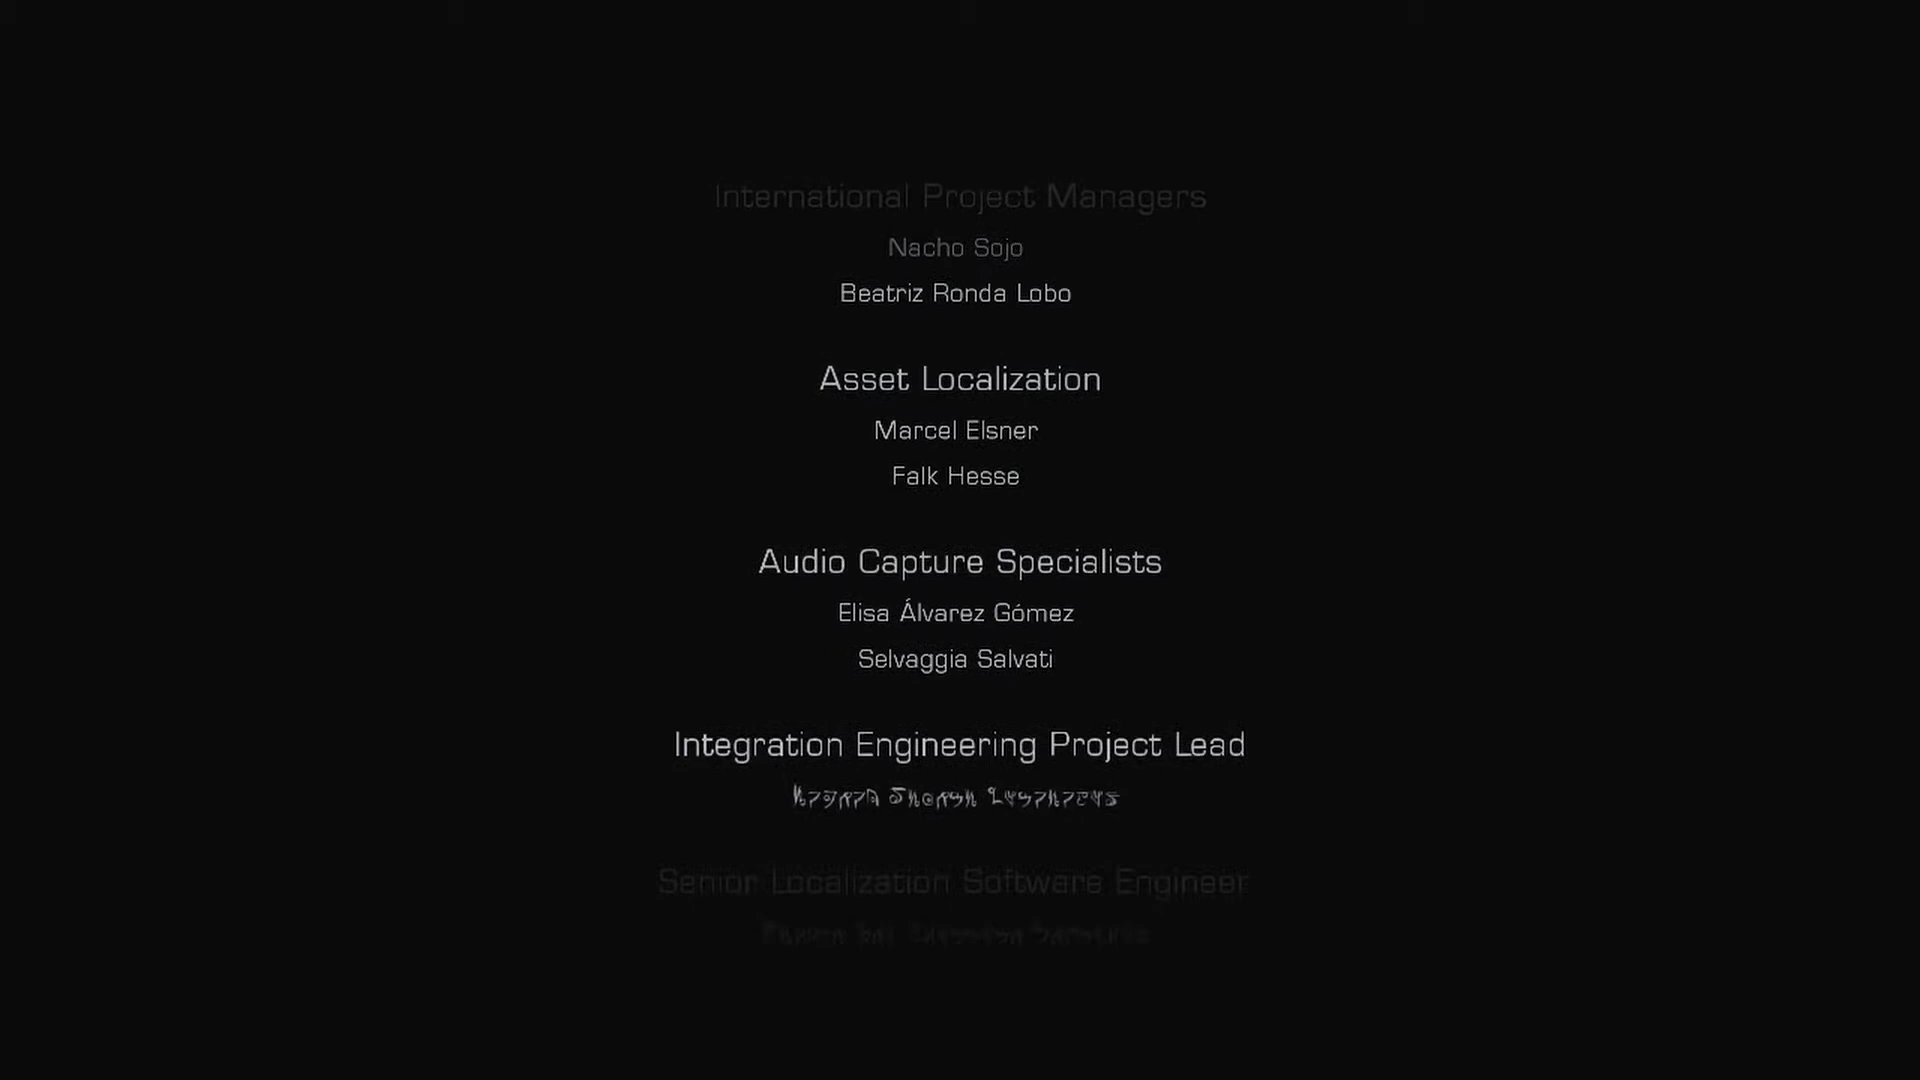 International Project Managers
Nacho Sojo
Beatriz Ronda Lobo
Asset Localization
Marcel Elsner
Falk Hesse
Audio Capture Specialists
Elisa Álvarez Gómez
Selvaggia Salvati
Integration Engineering Project Lead
Senior Localization Software Engineer